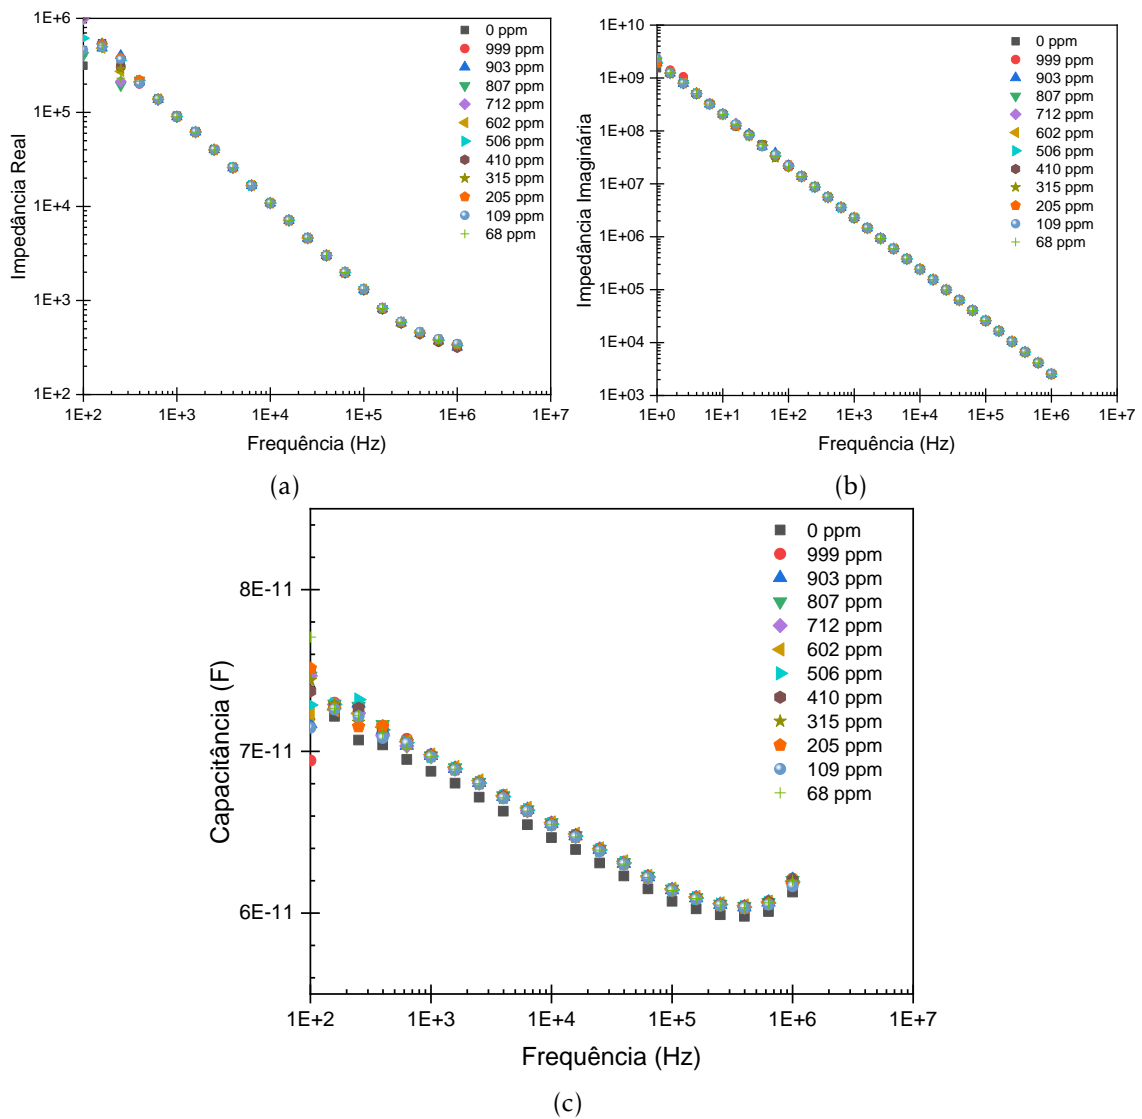 1E+6
1E+5
1E+4
1E+3
1E+2
Impedância Real
1E+2 1E+3 1E+4 1E+5 1E+6 1E+7
Frequência (Hz)
0 ppm
999 ppm
903 ppm
807 ppm
712 ppm
602 ppm
506 ppm
410 ppm
315 ppm
205 ppm
109 ppm
68 ppm
(a)
1E+10
1E+09
1E+08
1E+07
1E+06
1E+05
1E+04
1E+03
Impedância Imaginária
1E+0 1E+1 1E+2 1E+3 1E+4 1E+5 1E+6 1E+7
Frequência (Hz)
0 ppm
999 ppm
903 ppm
807 ppm
712 ppm
602 ppm
506 ppm
410 ppm
315 ppm
205 ppm
109 ppm
68 ppm
(b)
8E-11
7E-11
6E-11
Capacitância (F)
1E+2 1E+3 1E+4 1E+5 1E+6 1E+7
Frequência (Hz)
0 ppm
999 ppm
903 ppm
807 ppm
712 ppm
602 ppm
506 ppm
410 ppm
315 ppm
205 ppm
109 ppm
68 ppm
(c)